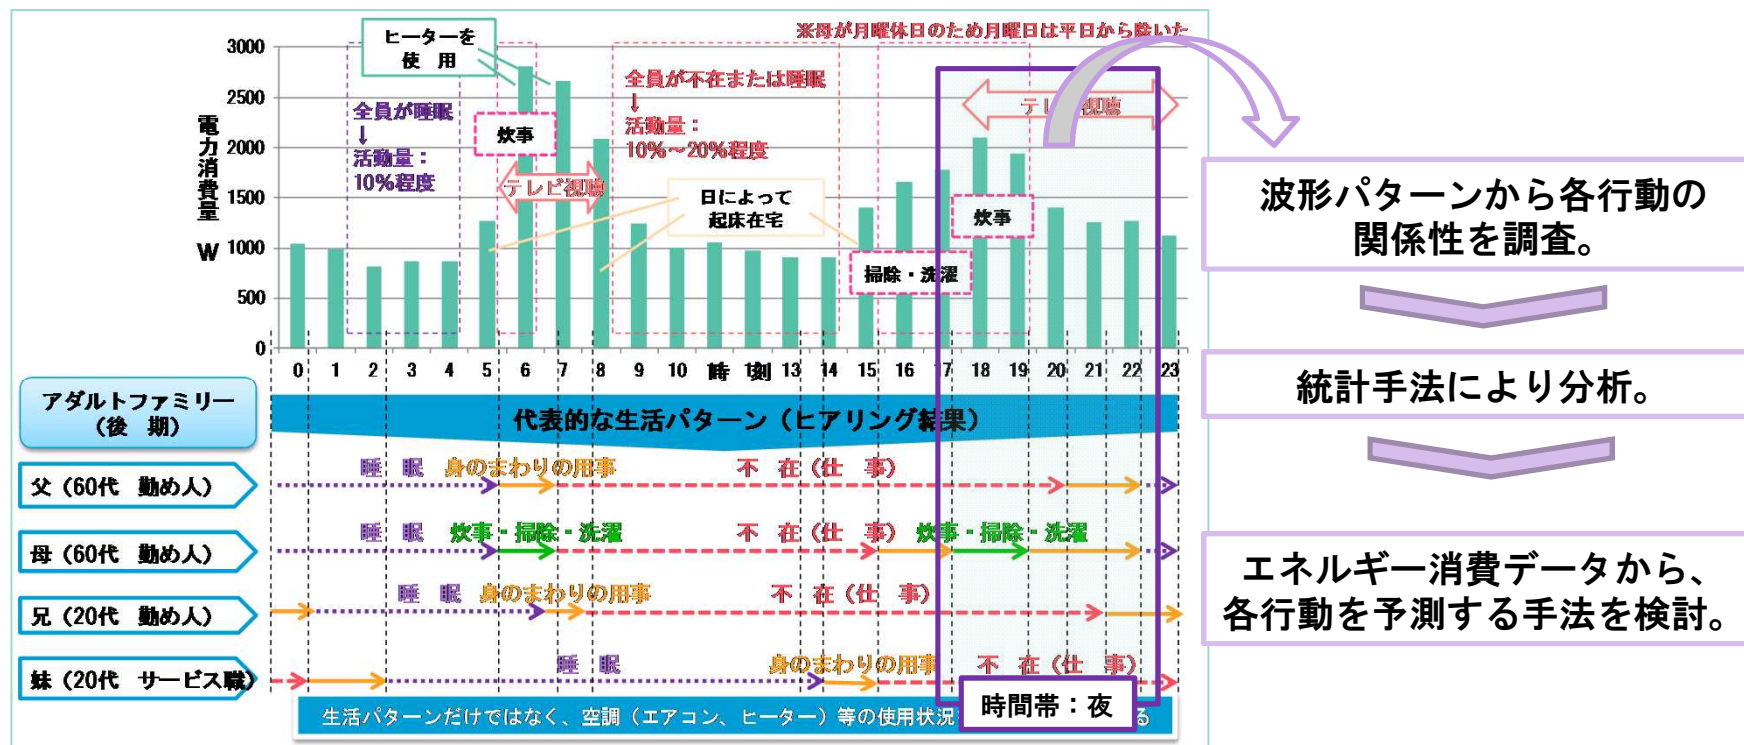 ※母が月曜休日のため月曜日は平日から除いた
ヒーターを
使 用
3000
2500
2000
1500
1000
500
0
電力消費量 W
全員が睡眠
↓
活動量：
10%程度
炊事
テレビ視聴
全員が不在または睡眠
↓
活動量：
10%～20%程度
日によって
起床在宅
テレビ視聴
炊事
掃除・洗濯
0 1 2 3 4 5 6 7 8 9 10 時 刻 13 14 15 16 17 18 19 20 21 22 23
アダルトファミリー
（後 期）
代表的な生活パターン（ヒアリング結果）
父（60代 勤め人）
睡 眠 身のまわりの用事 不 在（仕 事）
母（60代 勤め人）
睡 眠 炊事・掃除・洗濯 不 在（仕 事） 炊事・掃除・洗濯
兄（20代 勤め人）
睡 眠 身のまわりの用事 不 在（仕 事）
妹（20代 サービス職）
睡 眠 身のまわりの用事 不 在（仕 事）
生活パターンだけではなく、空調（エアコン、ヒーター）等の使用状況
る
時間帯：夜
波形パターンから各行動の
関係性を調査。
統計手法により分析。
エネルギー消費データから、
各行動を予測する手法を検討。